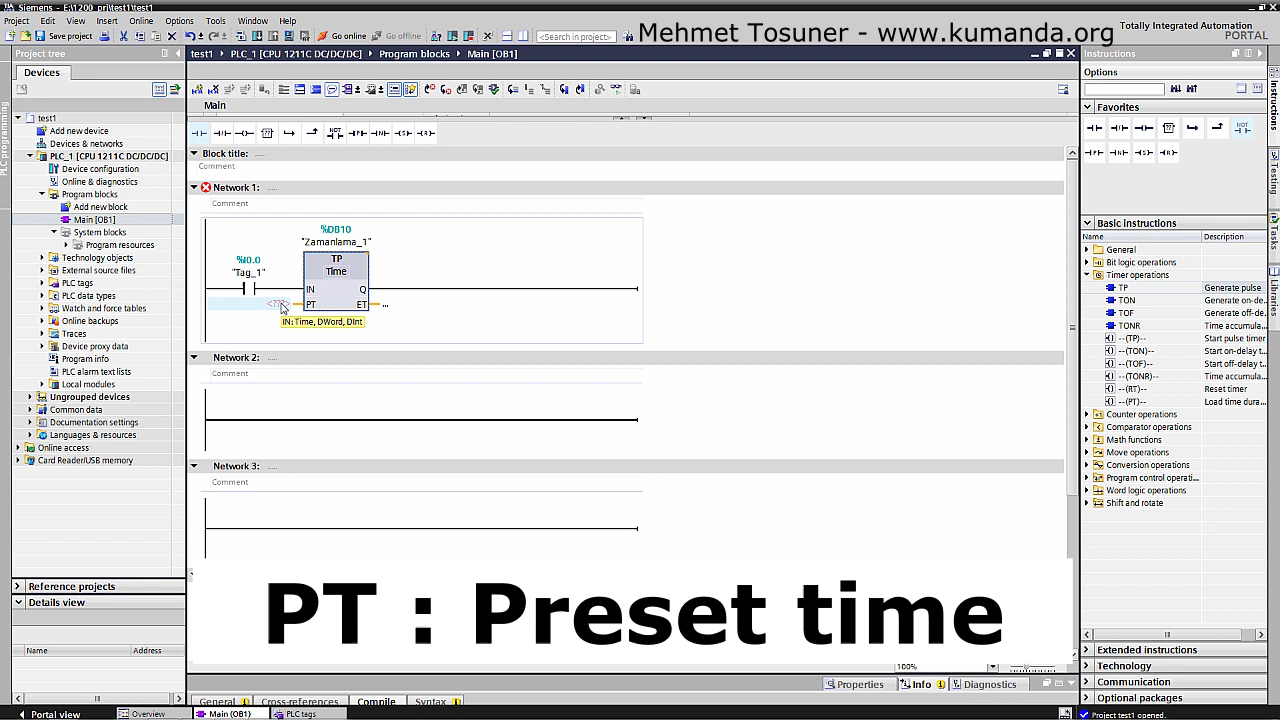 Siemens - E:\1200_prj\test1\test1
Mehmet Tosuner - www.kumanda.org
Project Edit View Insert Online Options Tools Window Help
Totally Integrated Automation
PORTAL
Save project Go online Go offline <Search in project>
Project tree
test1 PLC_1 [CPU 1211C DC/DC/DC] Program blocks Main [OB1]
Instructions
Devices
Options
Main
Favorites
PLC programming
test1
Add new device
Devices & networks
PLC_1 [CPU 1211C DC/DC/DC]
Device configuration
Online & diagnostics
Program blocks
Add new block
Main [OB1]
System blocks
Program resources
Technology objects
External source files
PLC tags
PLC data types
Watch and force tables
Online backups
Traces
Device proxy data
Program info
PLC alarm text lists
Local modules
Ungrouped devices
Common data
Documentation settings
Languages & resources
Online access
Card Reader/USB memory
Reference projects
Details view
Name Address
Block title: .....
Comment
Network 1: .....
Comment
%DB10
"Zamanlama_1"
%I0.0
"Tag_1"
TP
Time
IN Q
<???> PT ET ...
IN: Time, DWord, DInt
Network 2: .....
Comment
Network 3: .....
Comment
PT : Preset time
100%
Properties Info Diagnostics
General Cross-references Compile Syntax
Basic instructions
Name Description
General
Bit logic operations
Timer operations
TP Generate pulse
TON Generate on-de...
TOF Generate off-de...
TONR Time accumula...
--(TP)-- Start pulse timer
--(TON)-- Start on-delay t...
--(TOF)-- Start off-delay t...
--(TONR)-- Time accumula...
--(RT)-- Reset timer
--(PT)-- Load time dura...
Counter operations
Comparator operations
Math functions
Move operations
Conversion operations
Program control operati...
Word logic operations
Shift and rotate
Extended instructions
Technology
Communication
Optional packages
Instructions
Testing
Tasks
Libraries
Portal view Overview Main (OB1) PLC tags
Project test1 opened.